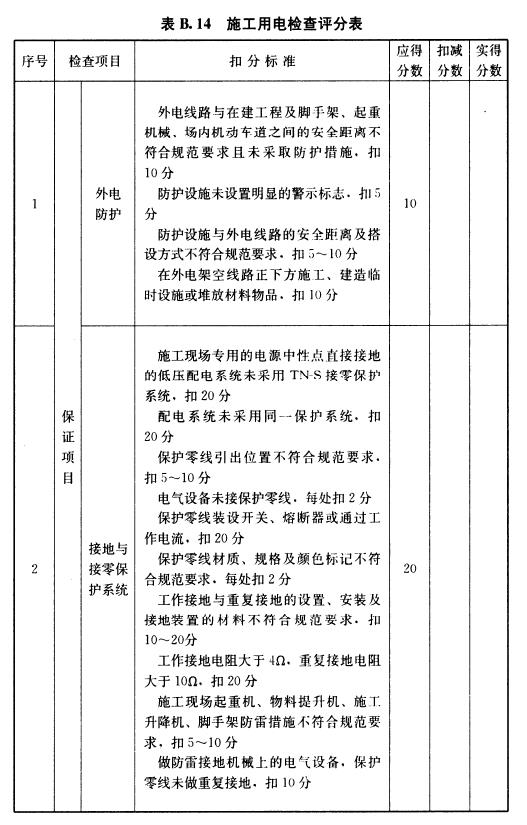 表 B.14 施工用电检查评分表
序号 检查项目 扣分标准 应得分数 扣减分数 实得分数
外电线路与在建工程及脚手架、起重
机械、场内机动车道之间的安全距离不
符合规范要求且未采取防护措施，扣
10分
防护设施未设置明显的警示标志，扣5
分
防护设施与外电线路的安全距离及搭
设方式不符合规范要求，扣5～10分
在外电架空线路正下方施工、建造临
时设施或堆放材料物品，扣10分
1
外电
防护
10
保
证
项
目
施工现场专用的电源中性点直接接地
的低压配电系统未采用TN-S接零保护
系统，扣20分
配电系统未采用同一保护系统，扣
20分
保护零线引出位置不符合规范要求，
扣5～10分
电气设备未接保护零线，每处扣2分
保护零线装设开关、熔断器或通过工
作电流，扣20分
保护零线材质、规格及颜色标记不符
合规范要求，每处扣2分
工作接地与重复接地的设置、安装及
接地装置的材料不符合规范要求，扣
10～20分
工作接地电阻大于4Ω，重复接地电阻
大于10Ω，扣20分
施工现场起重机、物料提升机、施工
升降机、脚手架防雷措施不符合规范要
求，扣5～10分
做防雷接地机械上的电气设备，保护
零线未做重复接地，扣10分
2
接地与
接零保
护系统
20